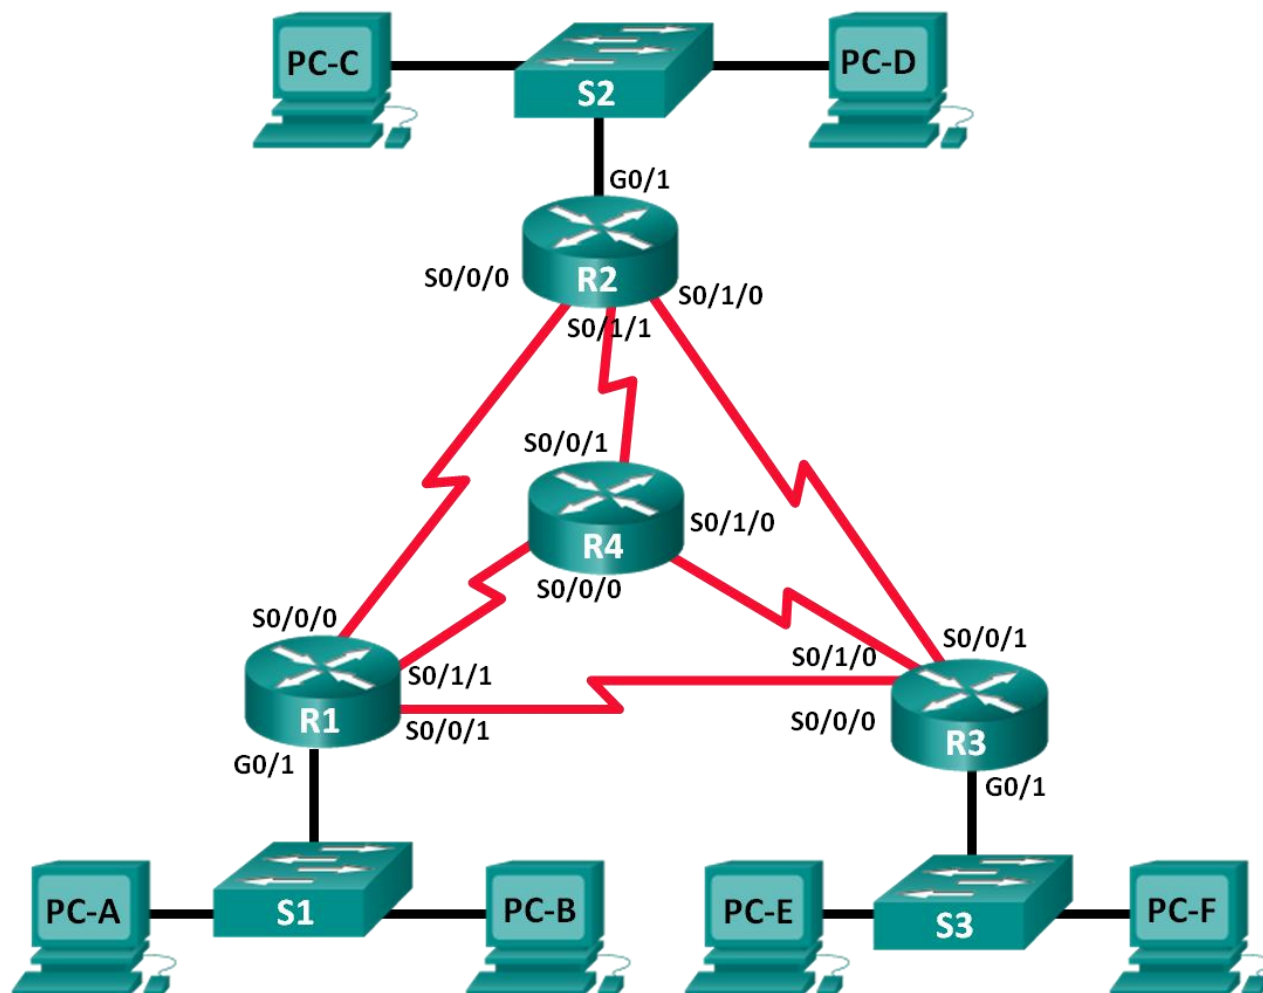 PC-C
PC-D
S2
G0/1
R2
S0/0/0
S0/1/0
S0/1/1
S0/0/1
S0/1/0
R4
S0/0/0
S0/0/0
S0/0/1
S0/1/0
S0/1/1
R1
S0/0/0
S0/0/1
R3
G0/1
G0/1
PC-A
S1
PC-B
PC-E
S3
PC-F